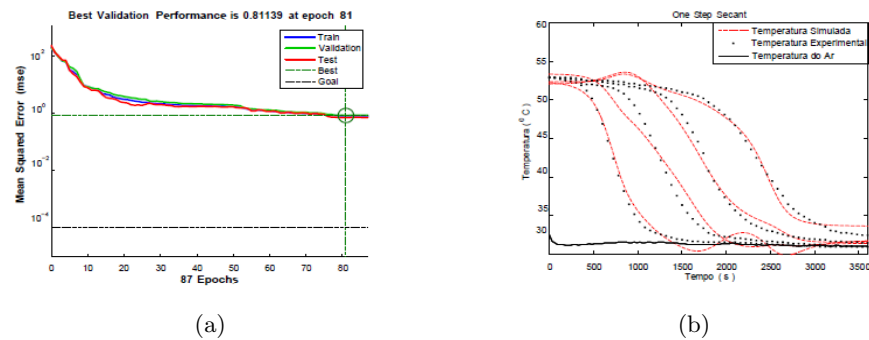 Best Validation Performance is 0.81139 at epoch 81
Train
Validation
Test
Best
Goal
Mean Squared Error (mse)
10^2
10^0
10^-2
10^-4
0 10 20 30 40 50 60 70 80
87 Epochs
(a)
One Step Secant
Temperatura Simulada
Temperatura Experimental
Temperatura do Ar
Temperatura (°C)
60
55
50
45
40
35
30
0 500 1000 1500 2000 2500 3000 3500
Tempo (s)
(b)